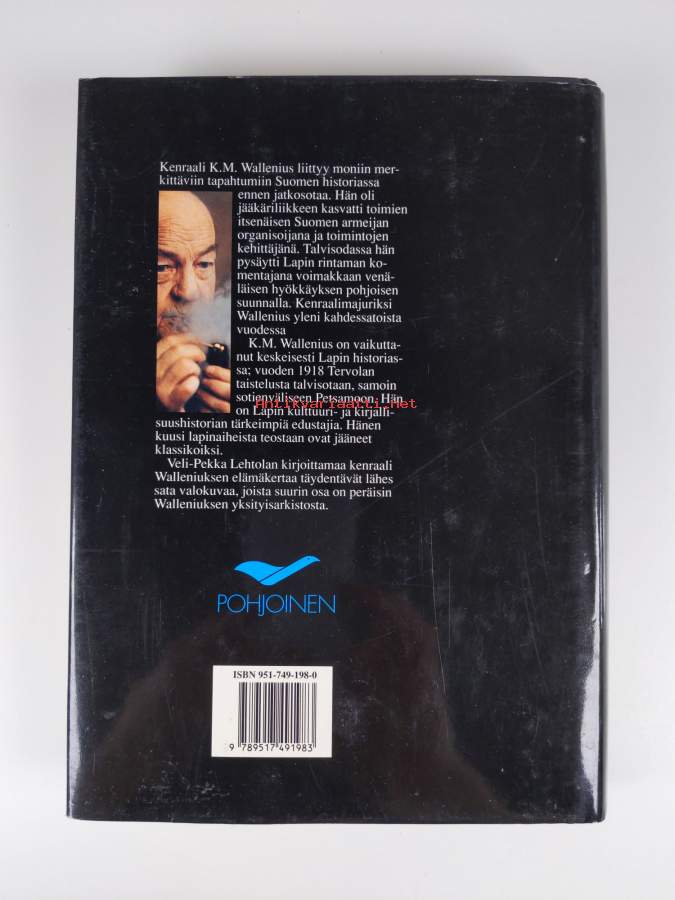 Kenraali K.M. Wallenius liittyy moniin mer-
kittäviin tapahtumiin Suomen historiassa
ennen jatkosotaa. Hän oli
jääkäriliikkeen kasvatti toimien
itsenäisen Suomen armeijan
organisoijana ja toimintojen
kehittäjänä. Talvisodassa hän
pysäytti Lapin rintaman ko-
mentajana voimakkaan venä-
läisen hyökkäyksen pohjoisen
suunnalla. Kenraalimajuriksi
Wallenius yleni kahdessatoista
vuodessa
K.M. Wallenius on vaikutta-
nut keskeisesti Lapin historias-
sa; vuoden 1918 Tervolan
taistelusta talvisotaan, samoin
sotienväliseen Petsamoon. Hän
Antikvariaatti.net
on Lapin kulttuuri- ja kirjalli-
suushistorian tärkeimpiä edustajia. Hänen
kuusi lapinaiheista teostaan ovat jääneet
klassikoiksi.
Veli-Pekka Lehtolan kirjoittamaa kenraali
Walleniuksen elämäkertaa täydentävät lähes
sata valokuvaa, joista suurin osa on peräisin
Walleniuksen yksityisarkistosta.
POHJOINEN
ISBN 951-749-198-0
9 789517 491983